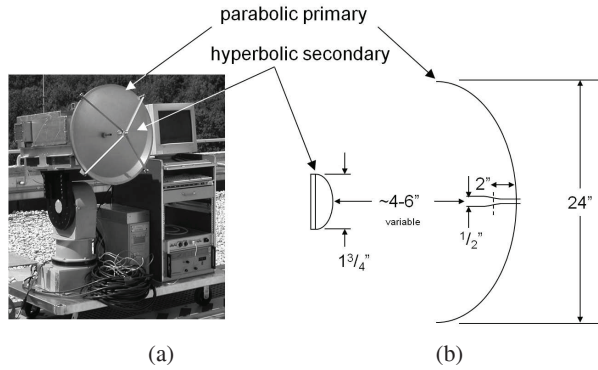 parabolic primary
hyperbolic secondary
2”
~4-6”
variable
24”
1/2”
1 3/4”
(a)
(b)